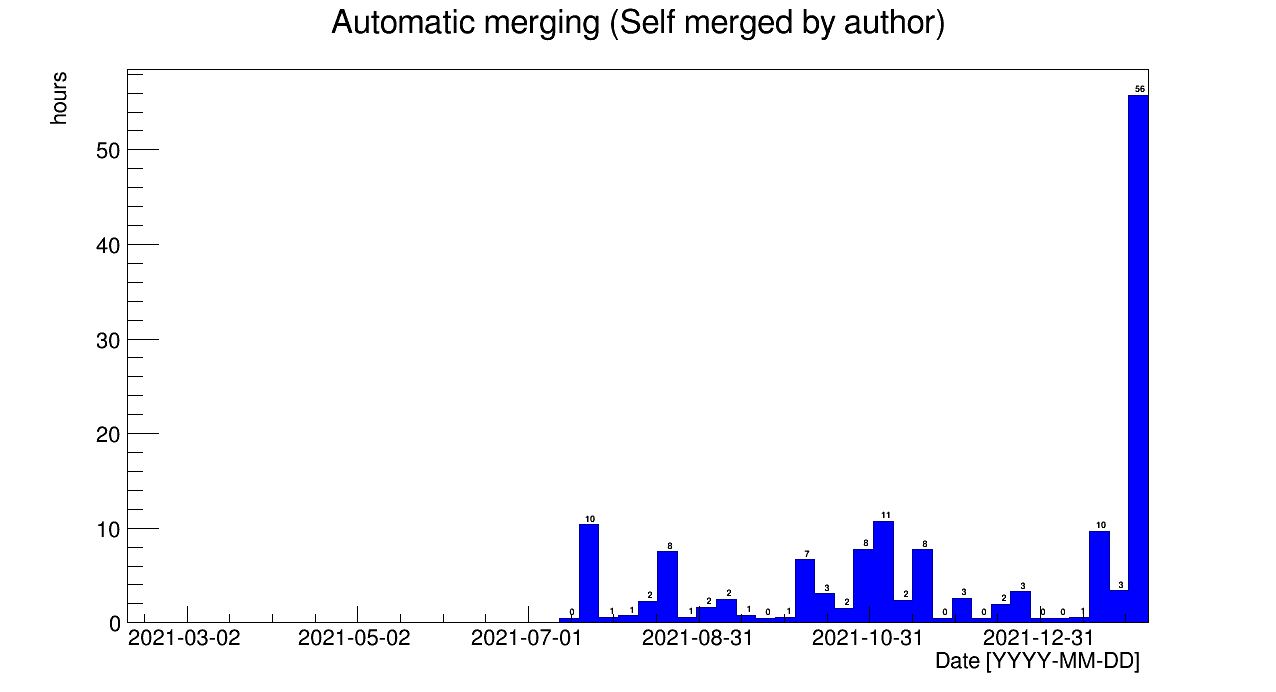 Automatic merging (Self merged by author)
hours
50
40
30
20
10
0
0 10 1 1 2 8 1 2 2 1 0 1 7 3 2 8 11 2 8 0 3 0 2 3 0 0 1 10 3 56
2021-03-02 2021-05-02 2021-07-01 2021-08-31 2021-10-31 2021-12-31
Date [YYYY-MM-DD]